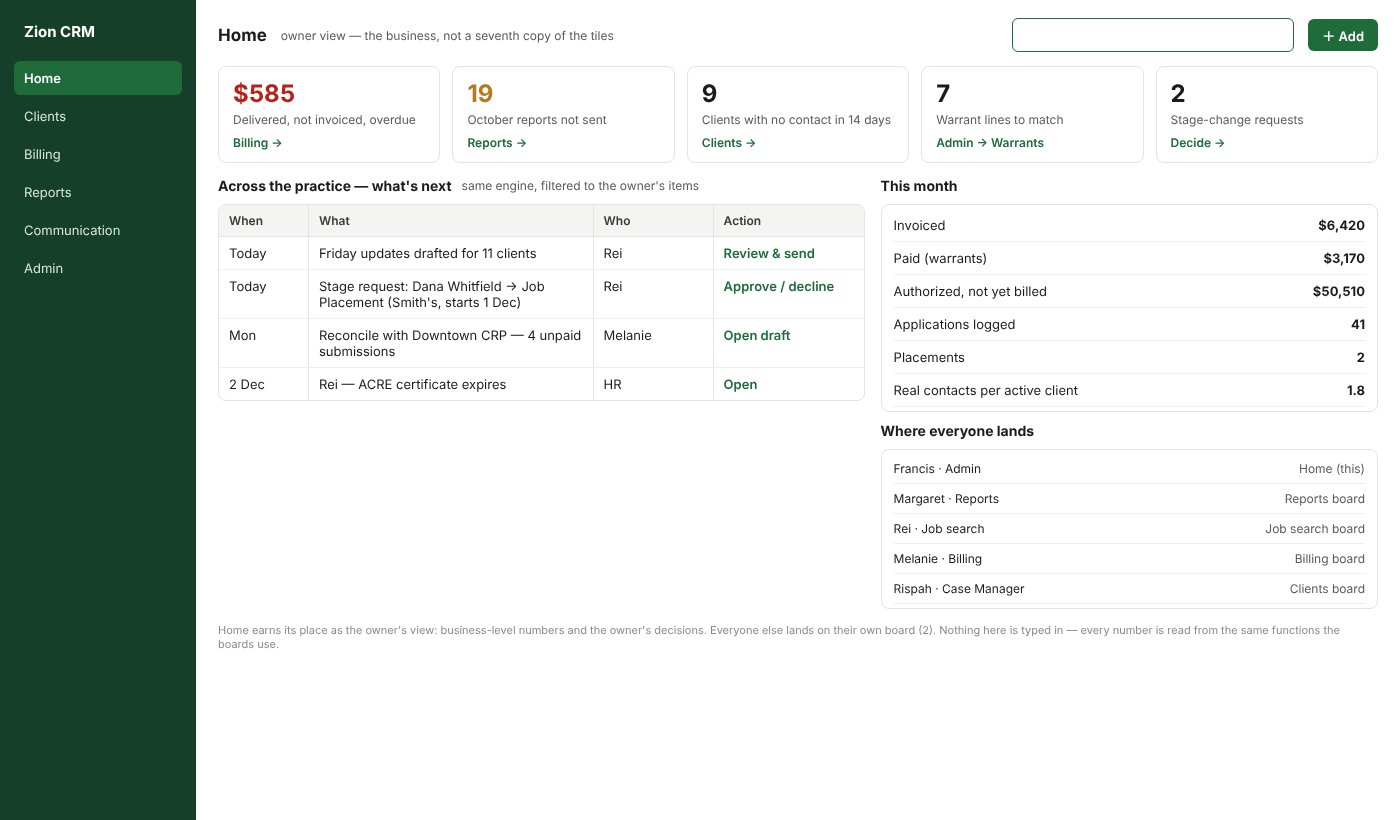 Zion CRM
Home
Clients
Billing
Reports
Communication
Admin
Home owner view — the business, not a seventh copy of the tiles
+ Add
$585
Delivered, not invoiced, overdue
Billing →
19
October reports not sent
Reports →
9
Clients with no contact in 14 days
Clients →
7
Warrant lines to match
Admin → Warrants
2
Stage-change requests
Decide →
Across the practice — what's next same engine, filtered to the owner's items
When What Who Action
Today Friday updates drafted for 11 clients Rei Review & send
Today Stage request: Dana Whitfield → Job Rei Approve / decline
Placement (Smith's, starts 1 Dec)
Mon Reconcile with Downtown CRP — 4 unpaid Melanie Open draft
submissions
2 Dec Rei — ACRE certificate expires HR Open
This month
Invoiced $6,420
Paid (warrants) $3,170
Authorized, not yet billed $50,510
Applications logged 41
Placements 2
Real contacts per active client 1.8
Where everyone lands
Francis · Admin Home (this)
Margaret · Reports Reports board
Rei · Job search Job search board
Melanie · Billing Billing board
Rispah · Case Manager Clients board
Home earns its place as the owner's view: business-level numbers and the owner's decisions. Everyone else lands on their own board (2). Nothing here is typed in — every number is read from the same functions the
boards use.